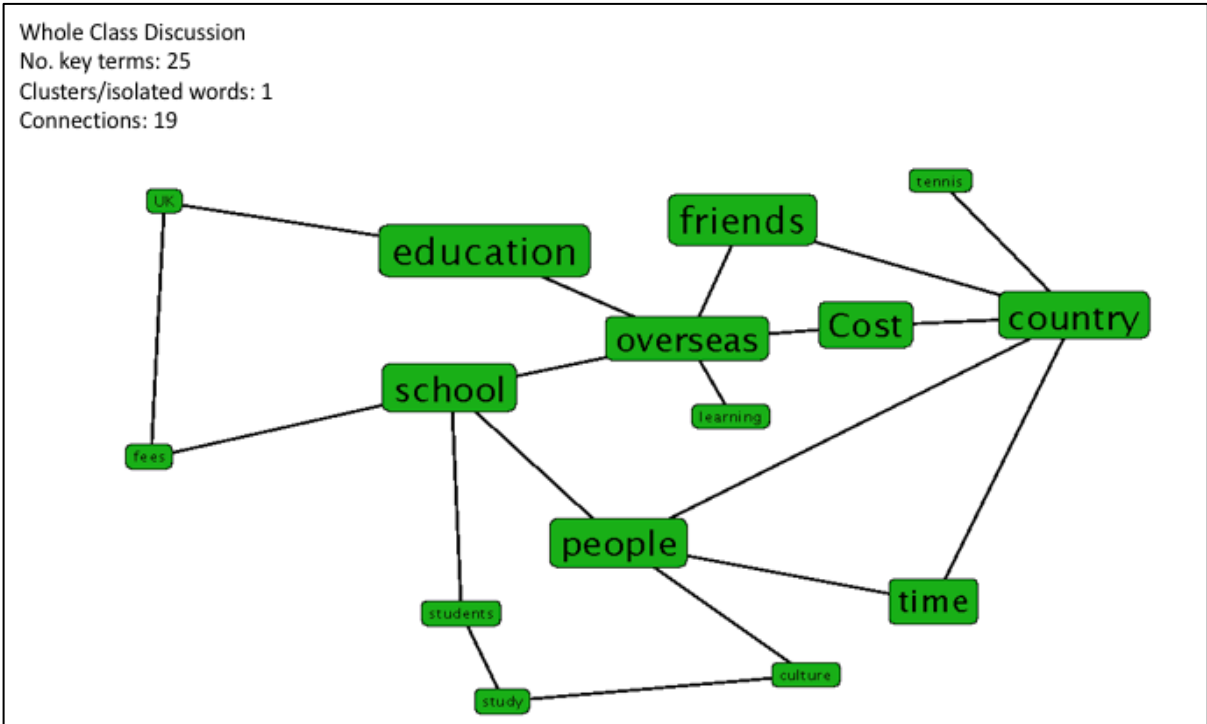 Whole Class Discussion
No. key terms: 25
Clusters/isolated words: 1
Connections: 19
tennis
UK
friends
education
country
Cost
overseas
school
learning
fees
people
time
students
culture
study